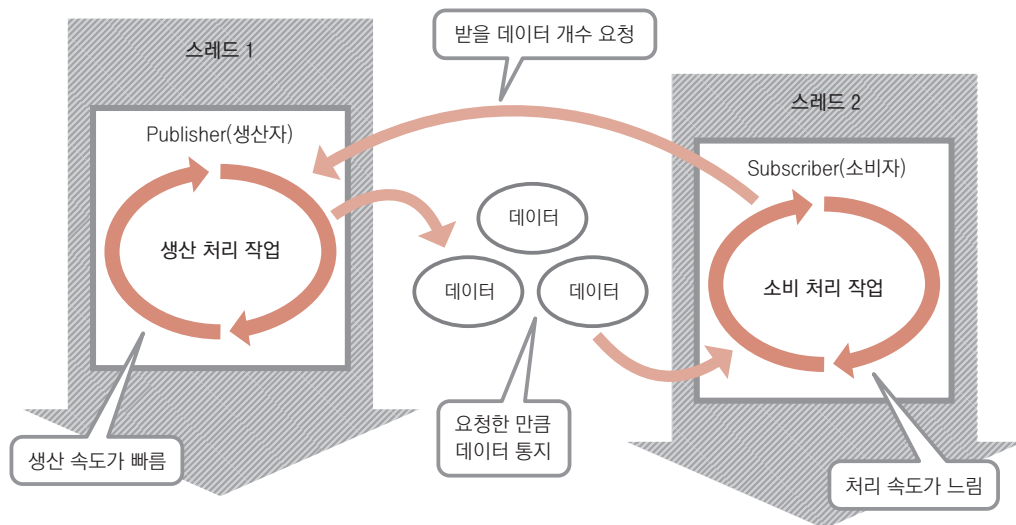 받을 데이터 개수 요청
스레드 1
스레드 2
Publisher(생산자)
Subscriber(소비자)
데이터
생산 처리 작업
소비 처리 작업
데이터
데이터
요청한 만큼
데이터 통지
생산 속도가 빠름
처리 속도가 느림